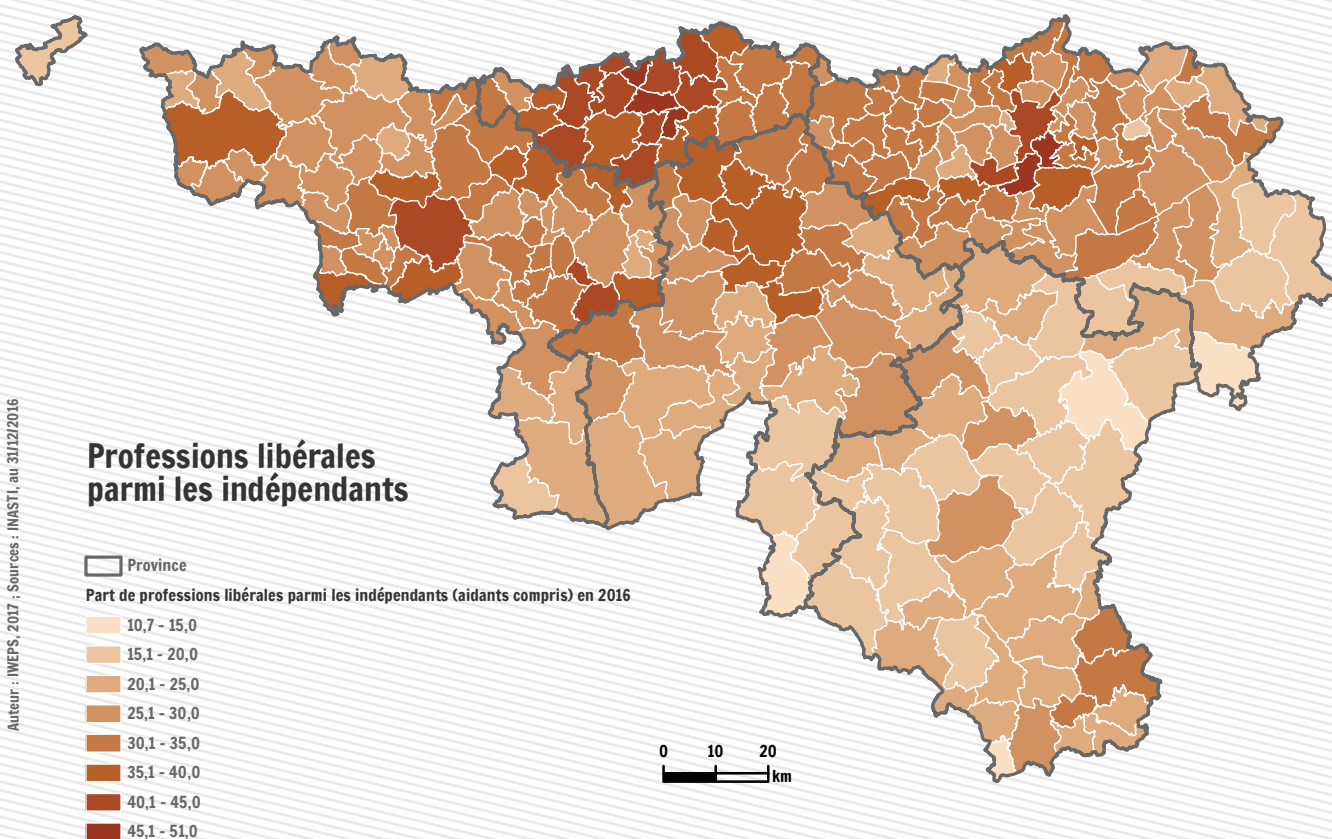 Professions libérales
parmi les indépendants
Province
Part de professions libérales parmi les indépendants (aidants compris) en 2016
10,7 - 15,0
15,1 - 20,0
20,1 - 25,0
25,1 - 30,0
30,1 - 35,0
35,1 - 40,0
40,1 - 45,0
45,1 - 51,0
0 10 20
km
Auteur : IWEPS, 2017 ; Sources : INASTI, au 31/12/2016